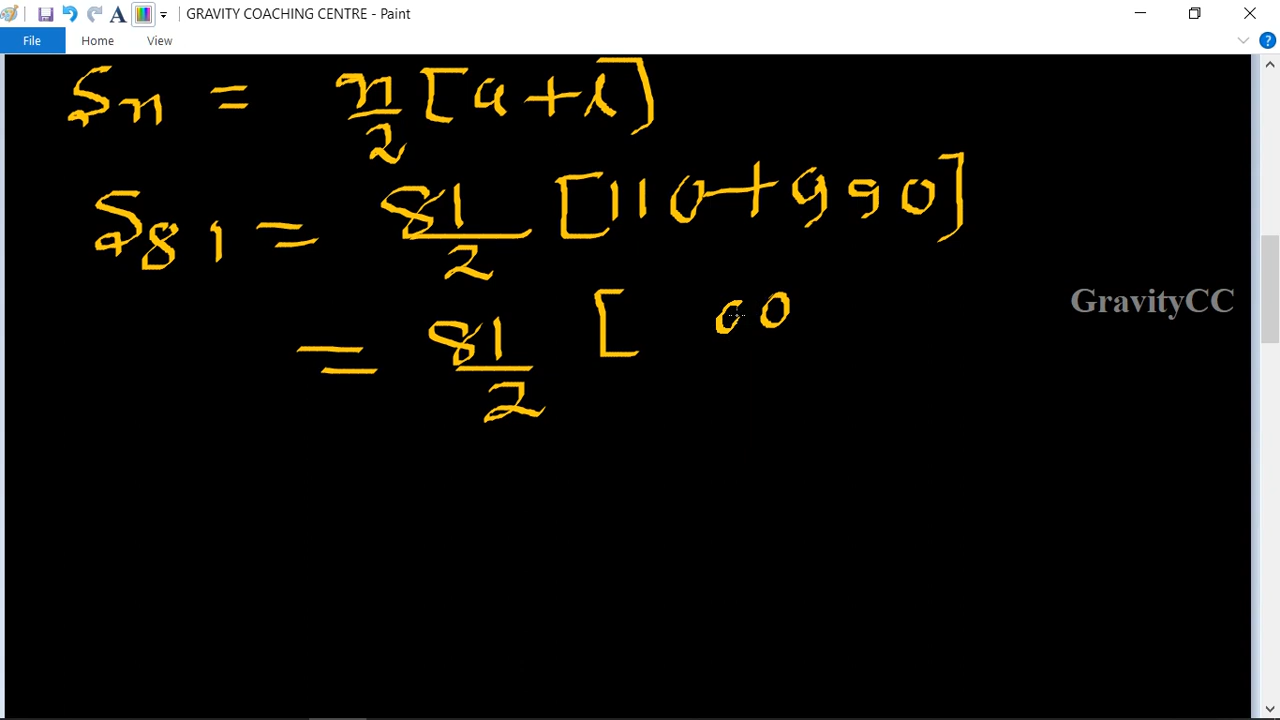 GRAVITY COACHING CENTRE - Paint
File Home View
Sn = n/2 [a+l]
S81 = 81/2 [110+990]
= 81/2 [ 00
GravityCC